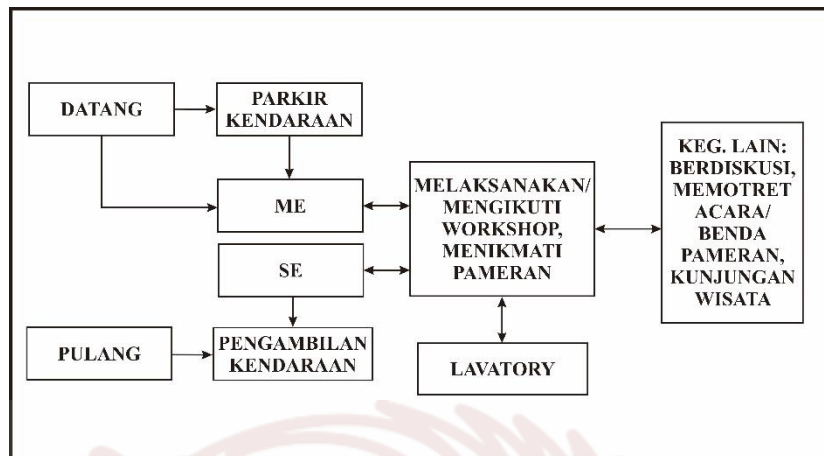 DATANG
PARKIR
KENDARAAN
ME
SE
PULANG
PENGAMBILAN
KENDARAAN
MELAKSANAKAN/
MENGIKUTI
WORKSHOP,
MENIKMATI
PAMERAN
LAVATORY
KEG. LAIN:
BERDISKUSI,
MEMOTRET
ACARA/
BENDA
PAMERAN,
KUNJUNGAN
WISATA